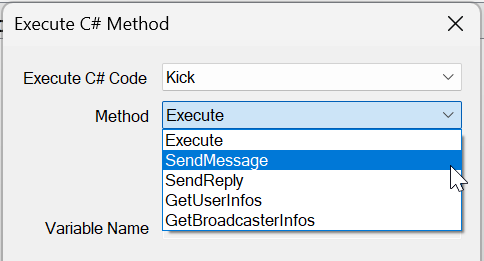 Execute C# Method
Execute C# Code Kick
Method Execute
Execute
SendMessage
SendReply
GetUserInfos
GetBroadcasterInfos
Variable Name